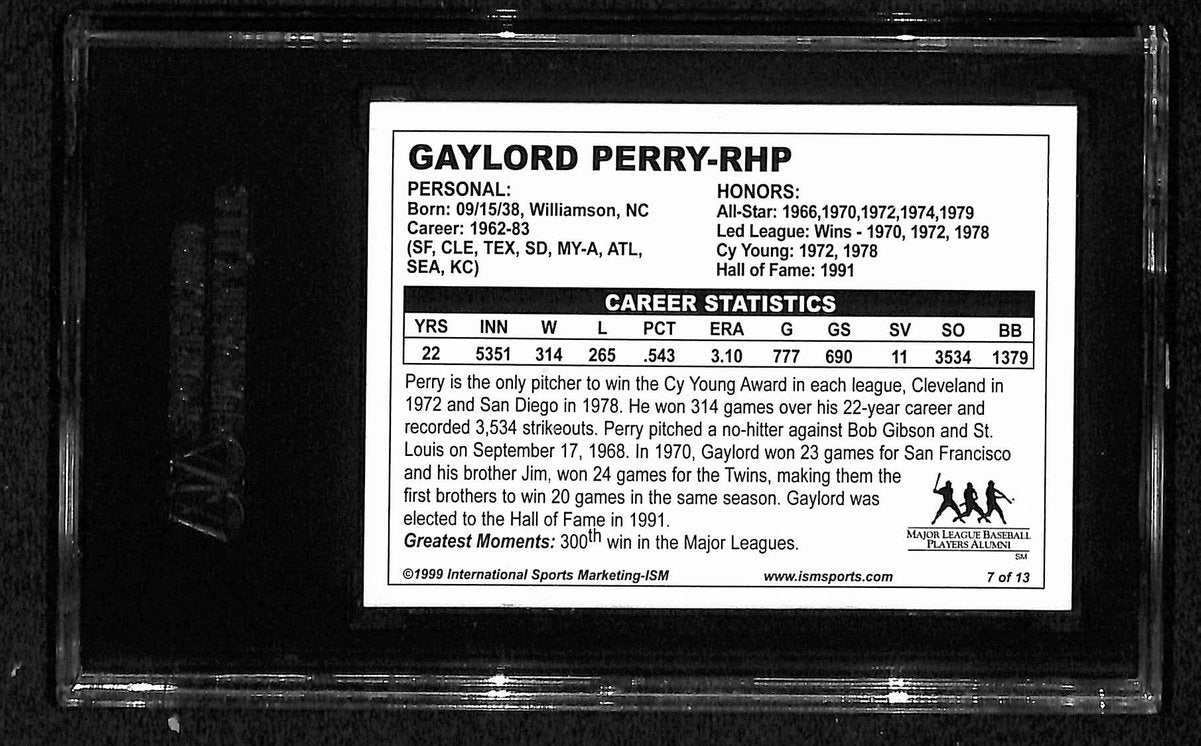 GAYLORD PERRY-RHP
PERSONAL:
Born: 09/15/38, Williamson, NC
Career: 1962-83
(SF, CLE, TEX, SD, MY-A, ATL,
SEA, KC)
HONORS:
All-Star: 1966,1970,1972,1974,1979
Led League: Wins - 1970, 1972, 1978
Cy Young: 1972, 1978
Hall of Fame: 1991
CAREER STATISTICS
YRS INN W L PCT ERA G GS SV SO BB
22 5351 314 265 .543 3.10 777 690 11 3534 1379
Perry is the only pitcher to win the Cy Young Award in each league, Cleveland in
1972 and San Diego in 1978. He won 314 games over his 22-year career and
recorded 3,534 strikeouts. Perry pitched a no-hitter against Bob Gibson and St.
Louis on September 17, 1968. In 1970, Gaylord won 23 games for San Francisco
and his brother Jim, won 24 games for the Twins, making them the
first brothers to win 20 games in the same season. Gaylord was
elected to the Hall of Fame in 1991.
Greatest Moments: 300th win in the Major Leagues.
MAJOR LEAGUE BASEBALL
PLAYERS ALUMNI
SM
©1999 International Sports Marketing-ISM www.ismsports.com 7 of 13